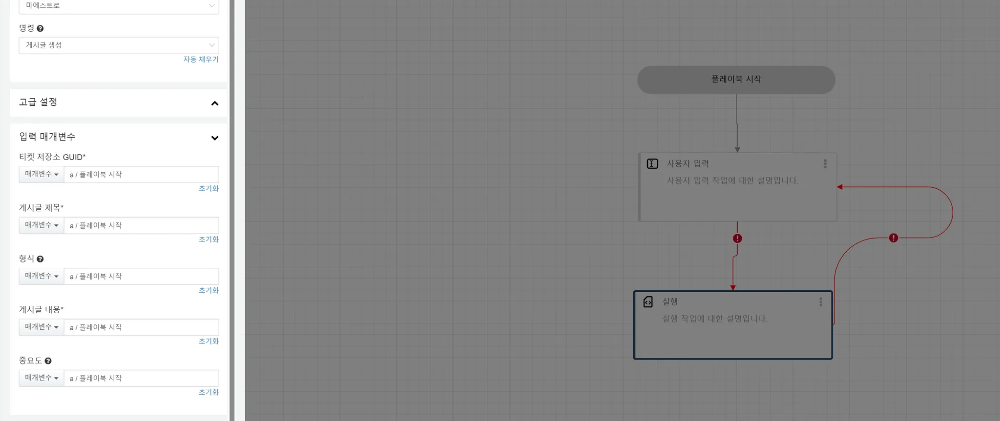 마에스트로
명령
게시글 생성
자동 채우기
고급 설정
입력 매개변수
티켓 저장소 GUID*
매개변수 a / 플레이북 시작
초기화
게시글 제목*
매개변수 a / 플레이북 시작
초기화
형식
매개변수 a / 플레이북 시작
초기화
게시글 내용*
매개변수 a / 플레이북 시작
초기화
중요도
매개변수 a / 플레이북 시작
초기화
플레이북 시작
사용자 입력
사용자 입력 작업에 대한 설명입니다.
실행
실행 작업에 대한 설명입니다.